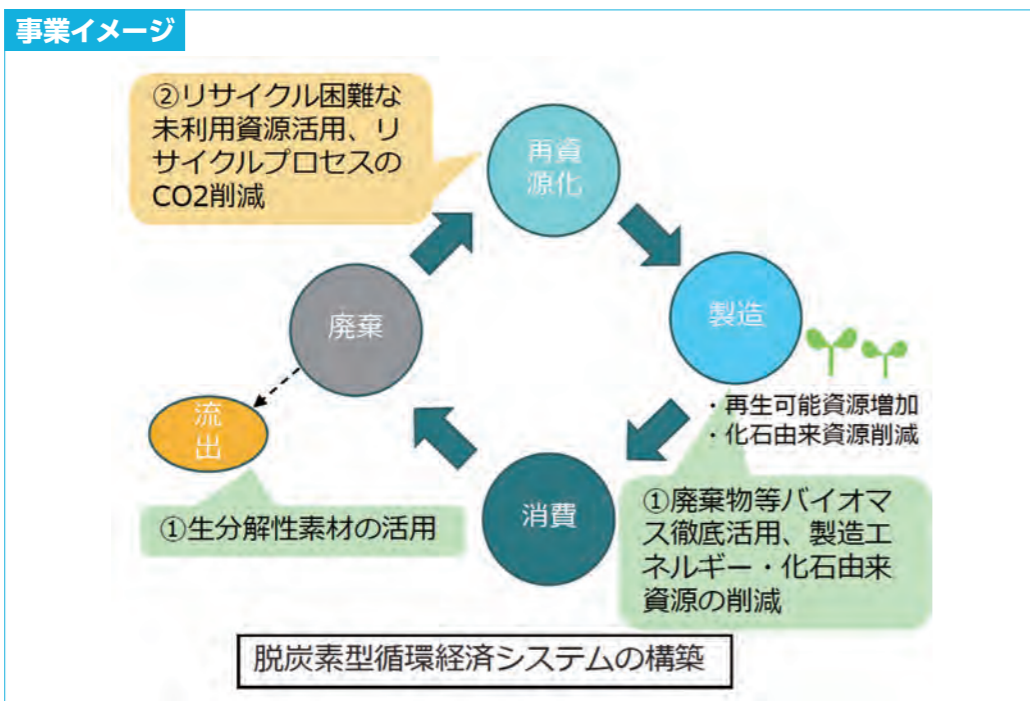 事業イメージ
②リサイクル困難な
未利用資源活用、リ
サイクルプロセスの
CO2削減
再資
源化
製造
廃棄
・再生可能資源増加
・化石由来資源削減
流
出
消費
①生分解性素材の活用
①廃棄物等バイオマ
ス徹底活用、製造エ
ネルギー・化石由来
資源の削減
脱炭素型循環経済システムの構築